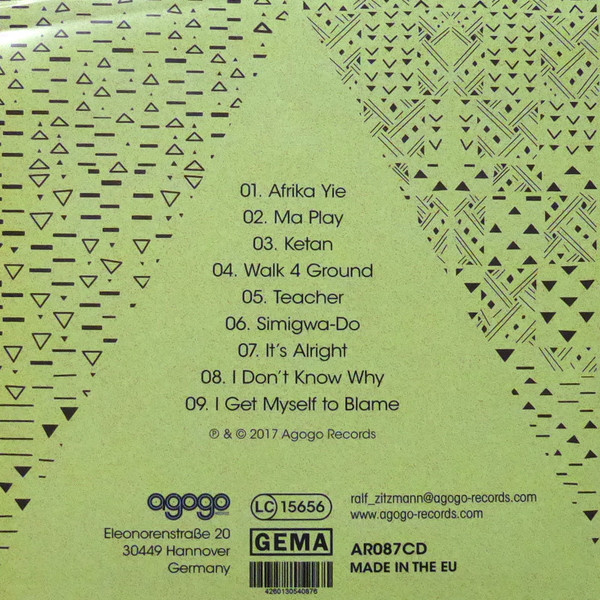 01. Afrika Yie
02. Ma Play
03. Ketan
04. Walk 4 Ground
05. Teacher
06. Simigwa-Do
07. It's Alright
08. I Don't Know Why
09. I Get Myself to Blame
℗ & © 2017 Agogo Records
agogo
Eleonorenstraße 20
30449 Hannover
Germany
LC 15656
GEMA
4260130540876
ralf_zitzmann@agogo-records.com
www.agogo-records.com
AR087CD
MADE IN THE EU